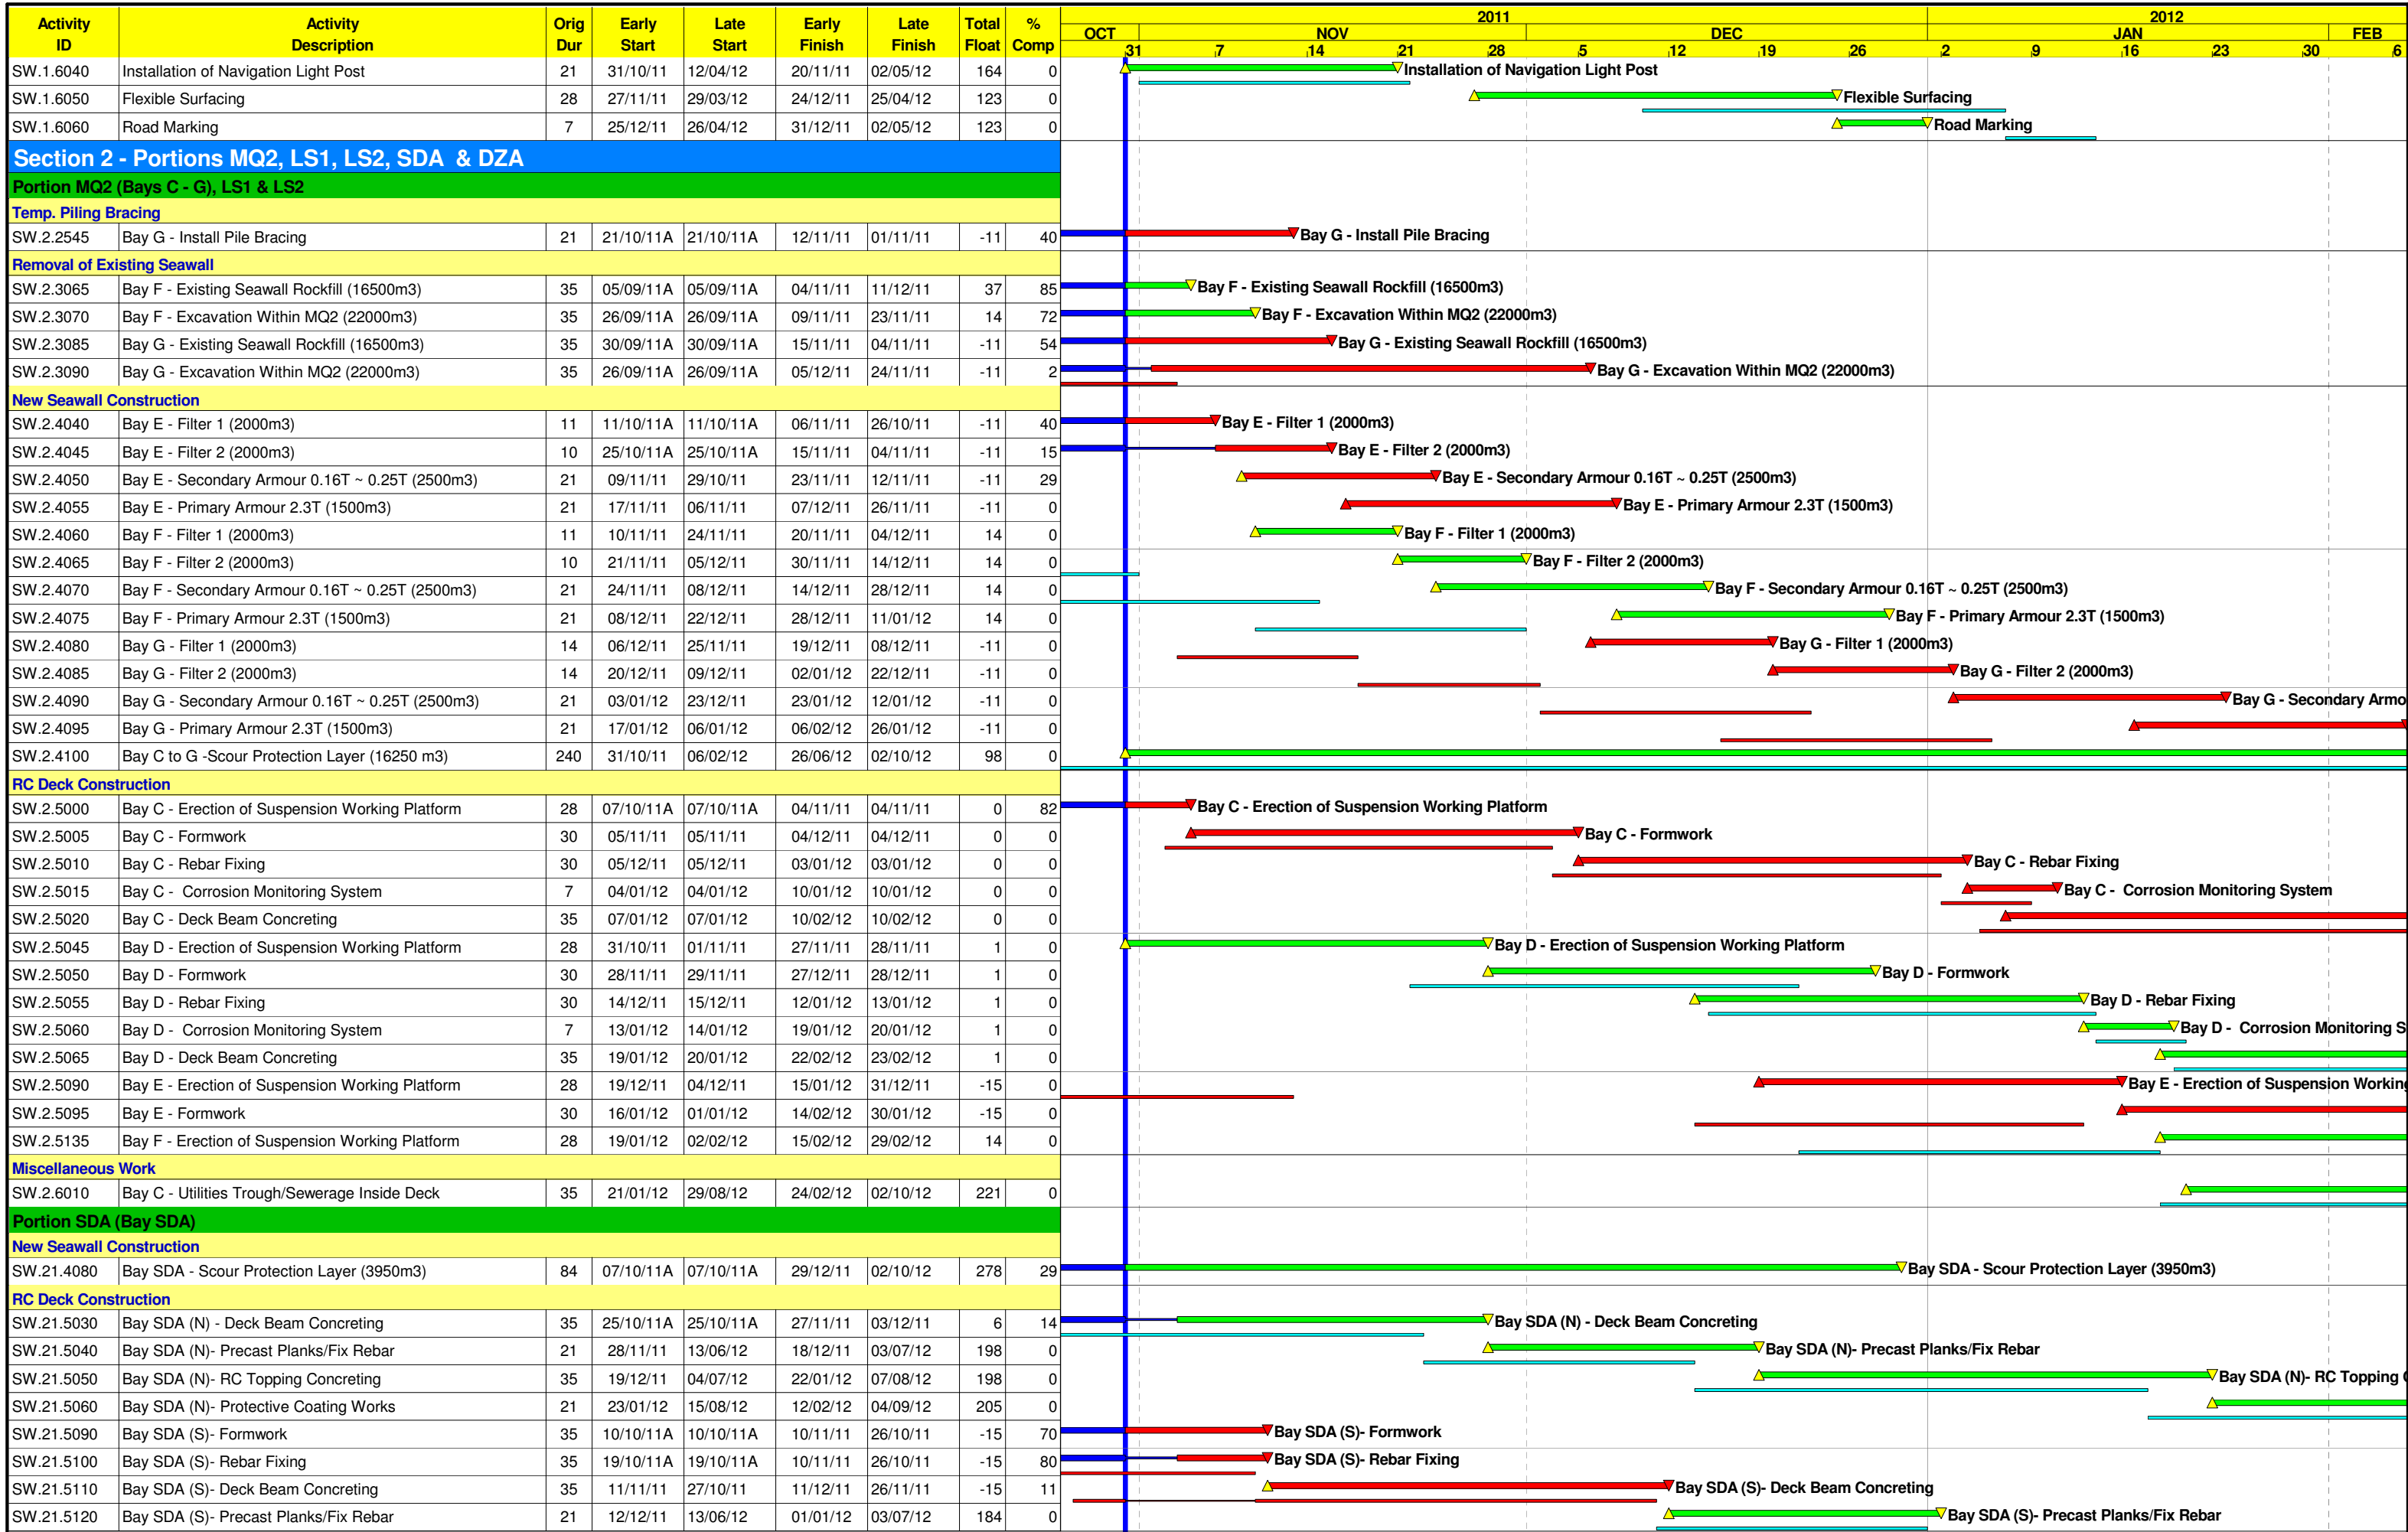 Activity ID Activity Description Orig Dur Early Start Late Start Early Finish Late Finish Total Float % Comp
2011 2012
OCT NOV DEC JAN FEB
31 7 14 21 28 5 12 19 26 2 9 16 23 30 6
SW.1.6040 Installation of Navigation Light Post 21 31/10/11 12/04/12 20/11/11 02/05/12 164 0 Installation of Navigation Light Post
SW.1.6050 Flexible Surfacing 28 27/11/11 29/03/12 24/12/11 25/04/12 123 0 Flexible Surfacing
SW.1.6060 Road Marking 7 25/12/11 26/04/12 31/12/11 02/05/12 123 0 Road Marking
Section 2 - Portions MQ2, LS1, LS2, SDA & DZA
Portion MQ2 (Bays C - G), LS1 & LS2
Temp. Piling Bracing
SW.2.2545 Bay G - Install Pile Bracing 21 21/10/11A 21/10/11A 12/11/11 01/11/11 -11 40 Bay G - Install Pile Bracing
Removal of Existing Seawall
SW.2.3065 Bay F - Existing Seawall Rockfill (16500m3) 35 05/09/11A 05/09/11A 04/11/11 11/12/11 37 85 Bay F - Existing Seawall Rockfill (16500m3)
SW.2.3070 Bay F - Excavation Within MQ2 (22000m3) 35 26/09/11A 26/09/11A 09/11/11 23/11/11 14 72 Bay F - Excavation Within MQ2 (22000m3)
SW.2.3085 Bay G - Existing Seawall Rockfill (16500m3) 35 30/09/11A 30/09/11A 15/11/11 04/11/11 -11 54 Bay G - Existing Seawall Rockfill (16500m3)
SW.2.3090 Bay G - Excavation Within MQ2 (22000m3) 35 26/09/11A 26/09/11A 05/12/11 24/11/11 -11 2 Bay G - Excavation Within MQ2 (22000m3)
New Seawall Construction
SW.2.4040 Bay E - Filter 1 (2000m3) 11 11/10/11A 11/10/11A 06/11/11 26/10/11 -11 40 Bay E - Filter 1 (2000m3)
SW.2.4045 Bay E - Filter 2 (2000m3) 10 25/10/11A 25/10/11A 15/11/11 04/11/11 -11 15 Bay E - Filter 2 (2000m3)
SW.2.4050 Bay E - Secondary Armour 0.16T ~ 0.25T (2500m3) 21 09/11/11 29/10/11 23/11/11 12/11/11 -11 29 Bay E - Secondary Armour 0.16T ~ 0.25T (2500m3)
SW.2.4055 Bay E - Primary Armour 2.3T (1500m3) 21 17/11/11 06/11/11 07/12/11 26/11/11 -11 0 Bay E - Primary Armour 2.3T (1500m3)
SW.2.4060 Bay F - Filter 1 (2000m3) 11 10/11/11 24/11/11 20/11/11 04/12/11 14 0 Bay F - Filter 1 (2000m3)
SW.2.4065 Bay F - Filter 2 (2000m3) 10 21/11/11 05/12/11 30/11/11 14/12/11 14 0 Bay F - Filter 2 (2000m3)
SW.2.4070 Bay F - Secondary Armour 0.16T ~ 0.25T (2500m3) 21 24/11/11 08/12/11 14/12/11 28/12/11 14 0 Bay F - Secondary Armour 0.16T ~ 0.25T (2500m3)
SW.2.4075 Bay F - Primary Armour 2.3T (1500m3) 21 08/12/11 22/12/11 28/12/11 11/01/12 14 0 Bay F - Primary Armour 2.3T (1500m3)
SW.2.4080 Bay G - Filter 1 (2000m3) 14 06/12/11 25/11/11 19/12/11 08/12/11 -11 0 Bay G - Filter 1 (2000m3)
SW.2.4085 Bay G - Filter 2 (2000m3) 14 20/12/11 09/12/11 02/01/12 22/12/11 -11 0 Bay G - Filter 2 (2000m3)
SW.2.4090 Bay G - Secondary Armour 0.16T ~ 0.25T (2500m3) 21 03/01/12 23/12/11 23/01/12 12/01/12 -11 0 Bay G - Secondary Armo
SW.2.4095 Bay G - Primary Armour 2.3T (1500m3) 21 17/01/12 06/01/12 06/02/12 26/01/12 -11 0
SW.2.4100 Bay C to G -Scour Protection Layer (16250 m3) 240 31/10/11 06/02/12 26/06/12 02/10/12 98 0
RC Deck Construction
SW.2.5000 Bay C - Erection of Suspension Working Platform 28 07/10/11A 07/10/11A 04/11/11 04/11/11 0 82 Bay C - Erection of Suspension Working Platform
SW.2.5005 Bay C - Formwork 30 05/11/11 05/11/11 04/12/11 04/12/11 0 0 Bay C - Formwork
SW.2.5010 Bay C - Rebar Fixing 30 05/12/11 05/12/11 03/01/12 03/01/12 0 0 Bay C - Rebar Fixing
SW.2.5015 Bay C - Corrosion Monitoring System 7 04/01/12 04/01/12 10/01/12 10/01/12 0 0 Bay C - Corrosion Monitoring System
SW.2.5020 Bay C - Deck Beam Concreting 35 07/01/12 07/01/12 10/02/12 10/02/12 0 0
SW.2.5045 Bay D - Erection of Suspension Working Platform 28 31/10/11 01/11/11 27/11/11 28/11/11 1 0 Bay D - Erection of Suspension Working Platform
SW.2.5050 Bay D - Formwork 30 28/11/11 29/11/11 27/12/11 28/12/11 1 0 Bay D - Formwork
SW.2.5055 Bay D - Rebar Fixing 30 14/12/11 15/12/11 12/01/12 13/01/12 1 0 Bay D - Rebar Fixing
SW.2.5060 Bay D - Corrosion Monitoring System 7 13/01/12 14/01/12 19/01/12 20/01/12 1 0 Bay D - Corrosion Monitoring S
SW.2.5065 Bay D - Deck Beam Concreting 35 19/01/12 20/01/12 22/02/12 23/02/12 1 0
SW.2.5090 Bay E - Erection of Suspension Working Platform 28 19/12/11 04/12/11 15/01/12 31/12/11 -15 0 Bay E - Erection of Suspension Working
SW.2.5095 Bay E - Formwork 30 16/01/12 01/01/12 14/02/12 30/01/12 -15 0
SW.2.5135 Bay F - Erection of Suspension Working Platform 28 19/01/12 02/02/12 15/02/12 29/02/12 14 0
Miscellaneous Work
SW.2.6010 Bay C - Utilities Trough/Sewerage Inside Deck 35 21/01/12 29/08/12 24/02/12 02/10/12 221 0
Portion SDA (Bay SDA)
New Seawall Construction
SW.21.4080 Bay SDA - Scour Protection Layer (3950m3) 84 07/10/11A 07/10/11A 29/12/11 02/10/12 278 29 Bay SDA - Scour Protection Layer (3950m3)
RC Deck Construction
SW.21.5030 Bay SDA (N) - Deck Beam Concreting 35 25/10/11A 25/10/11A 27/11/11 03/12/11 6 14 Bay SDA (N) - Deck Beam Concreting
SW.21.5040 Bay SDA (N)- Precast Planks/Fix Rebar 21 28/11/11 13/06/12 18/12/11 03/07/12 198 0 Bay SDA (N)- Precast Planks/Fix Rebar
SW.21.5050 Bay SDA (N)- RC Topping Concreting 35 19/12/11 04/07/12 22/01/12 07/08/12 198 0 Bay SDA (N)- RC Topping
SW.21.5060 Bay SDA (N)- Protective Coating Works 21 23/01/12 15/08/12 12/02/12 04/09/12 205 0
SW.21.5090 Bay SDA (S)- Formwork 35 10/10/11A 10/10/11A 10/11/11 26/10/11 -15 70 Bay SDA (S)- Formwork
SW.21.5100 Bay SDA (S)- Rebar Fixing 35 19/10/11A 19/10/11A 10/11/11 26/10/11 -15 80 Bay SDA (S)- Rebar Fixing
SW.21.5110 Bay SDA (S)- Deck Beam Concreting 35 11/11/11 27/10/11 11/12/11 26/11/11 -15 11 Bay SDA (S)- Deck Beam Concreting
SW.21.5120 Bay SDA (S)- Precast Planks/Fix Rebar 21 12/12/11 13/06/12 01/01/12 03/07/12 184 0 Bay SDA (S)- Precast Planks/Fix Rebar